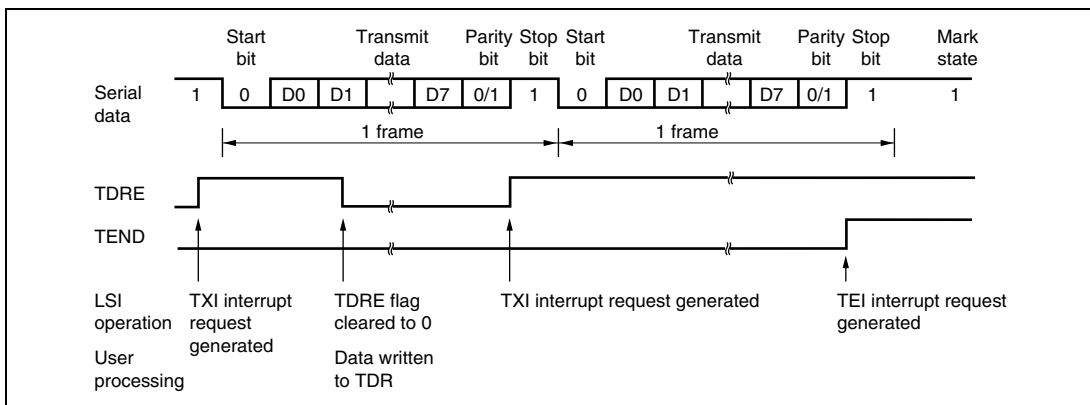 Start bit Transmit data Parity bit Stop bit Start bit Transmit data Parity bit Stop bit Mark state
Serial data 1 0 D0 D1 D7 0/1 1 0 D0 D1 D7 0/1 1 1
1 frame 1 frame
TDRE
TEND
LSI operation TXI interrupt request generated TDRE flag cleared to 0 TXI interrupt request generated TEI interrupt request generated
User processing Data written to TDR